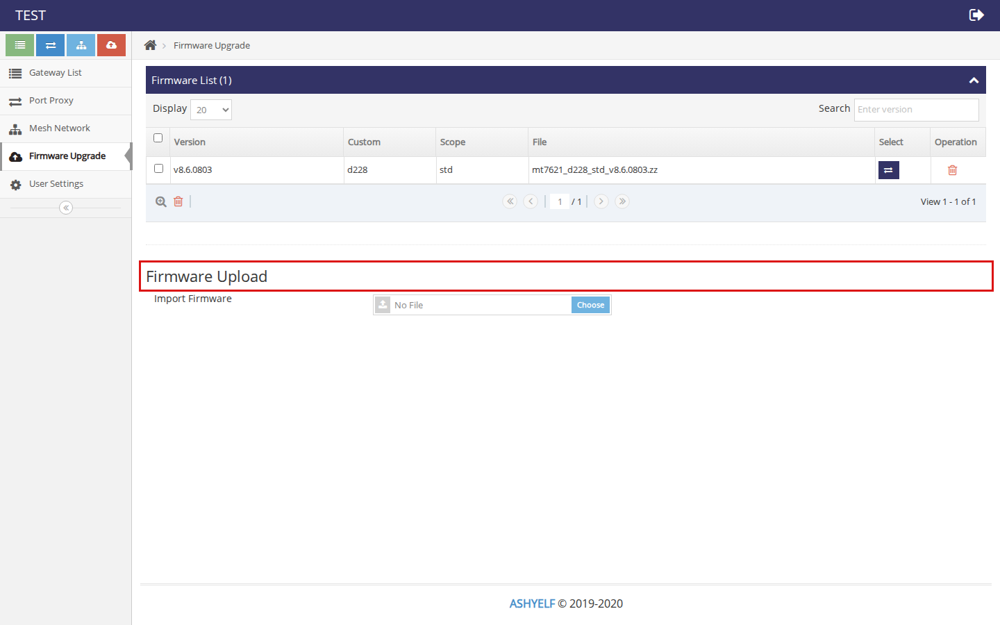 TEST
Firmware Upgrade
Gateway List
Port Proxy
Mesh Network
Firmware Upgrade
User Settings
Firmware List (1)
Display 20 Search Enter version
Version Custom Scope File Select Operation
v8.6.0803 d228 std mt7621_d228_std_v8.6.0803.zz
1 / 1 View 1 - 1 of 1
Firmware Upload
Import Firmware No File Choose
ASHYELF © 2019-2020